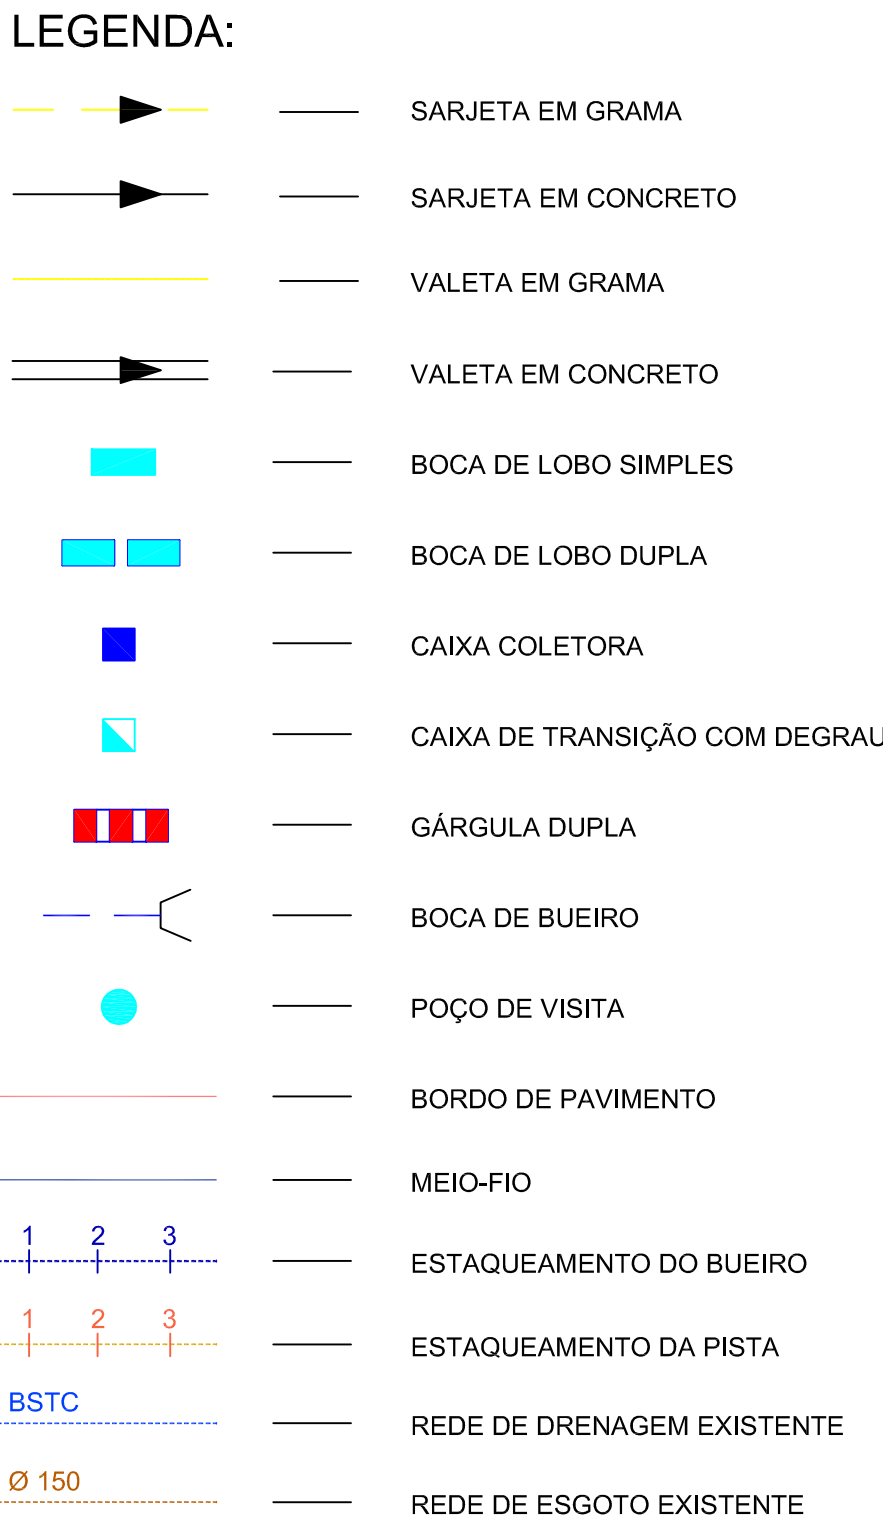 LEGENDA:
SARJETA EM GRAMA
SARJETA EM CONCRETO
VALETA EM GRAMA
VALETA EM CONCRETO
BOCA DE LOBO SIMPLES
BOCA DE LOBO DUPLA
CAIXA COLETORA
CAIXA DE TRANSIÇÃO COM DEGRAU
GÁRGULA DUPLA
BOCA DE BUEIRO
POÇO DE VISITA
BORDO DE PAVIMENTO
MEIO-FIO
1 2 3
ESTAQUEAMENTO DO BUEIRO
1 2 3
ESTAQUEAMENTO DA PISTA
BSTC
REDE DE DRENAGEM EXISTENTE
Ø 150
REDE DE ESGOTO EXISTENTE